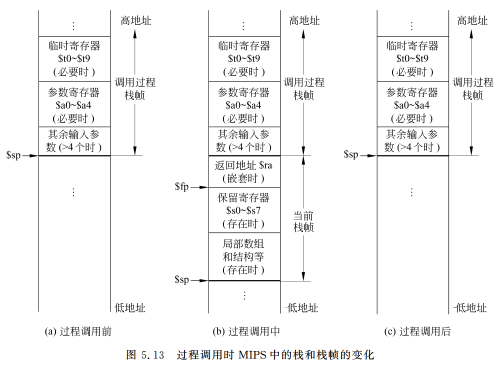 高地址
临时寄存器
$t0~$t9
(必要时)
调用过程
栈帧
参数寄存器
$a0~$a4
(必要时)
其余输入参
数(>4个时)
$sp
低地址
(a) 过程调用前
高地址
临时寄存器
$t0~$t9
(必要时)
调用过程
栈帧
参数寄存器
$a0~$a4
(必要时)
其余输入参
数(>4个时)
返回地址 $ra
(嵌套时)
$fp
保留寄存器
$s0~$s7
(存在时)
当前
栈帧
局部数组
和结构等
(存在时)
$sp
低地址
(b) 过程调用中
高地址
临时寄存器
$t0~$t9
(必要时)
调用过程
栈帧
参数寄存器
$a0~$a4
(必要时)
其余输入参
数(>4个时)
$sp
低地址
(c) 过程调用后
图 5.13 过程调用时 MIPS 中的栈和栈帧的变化